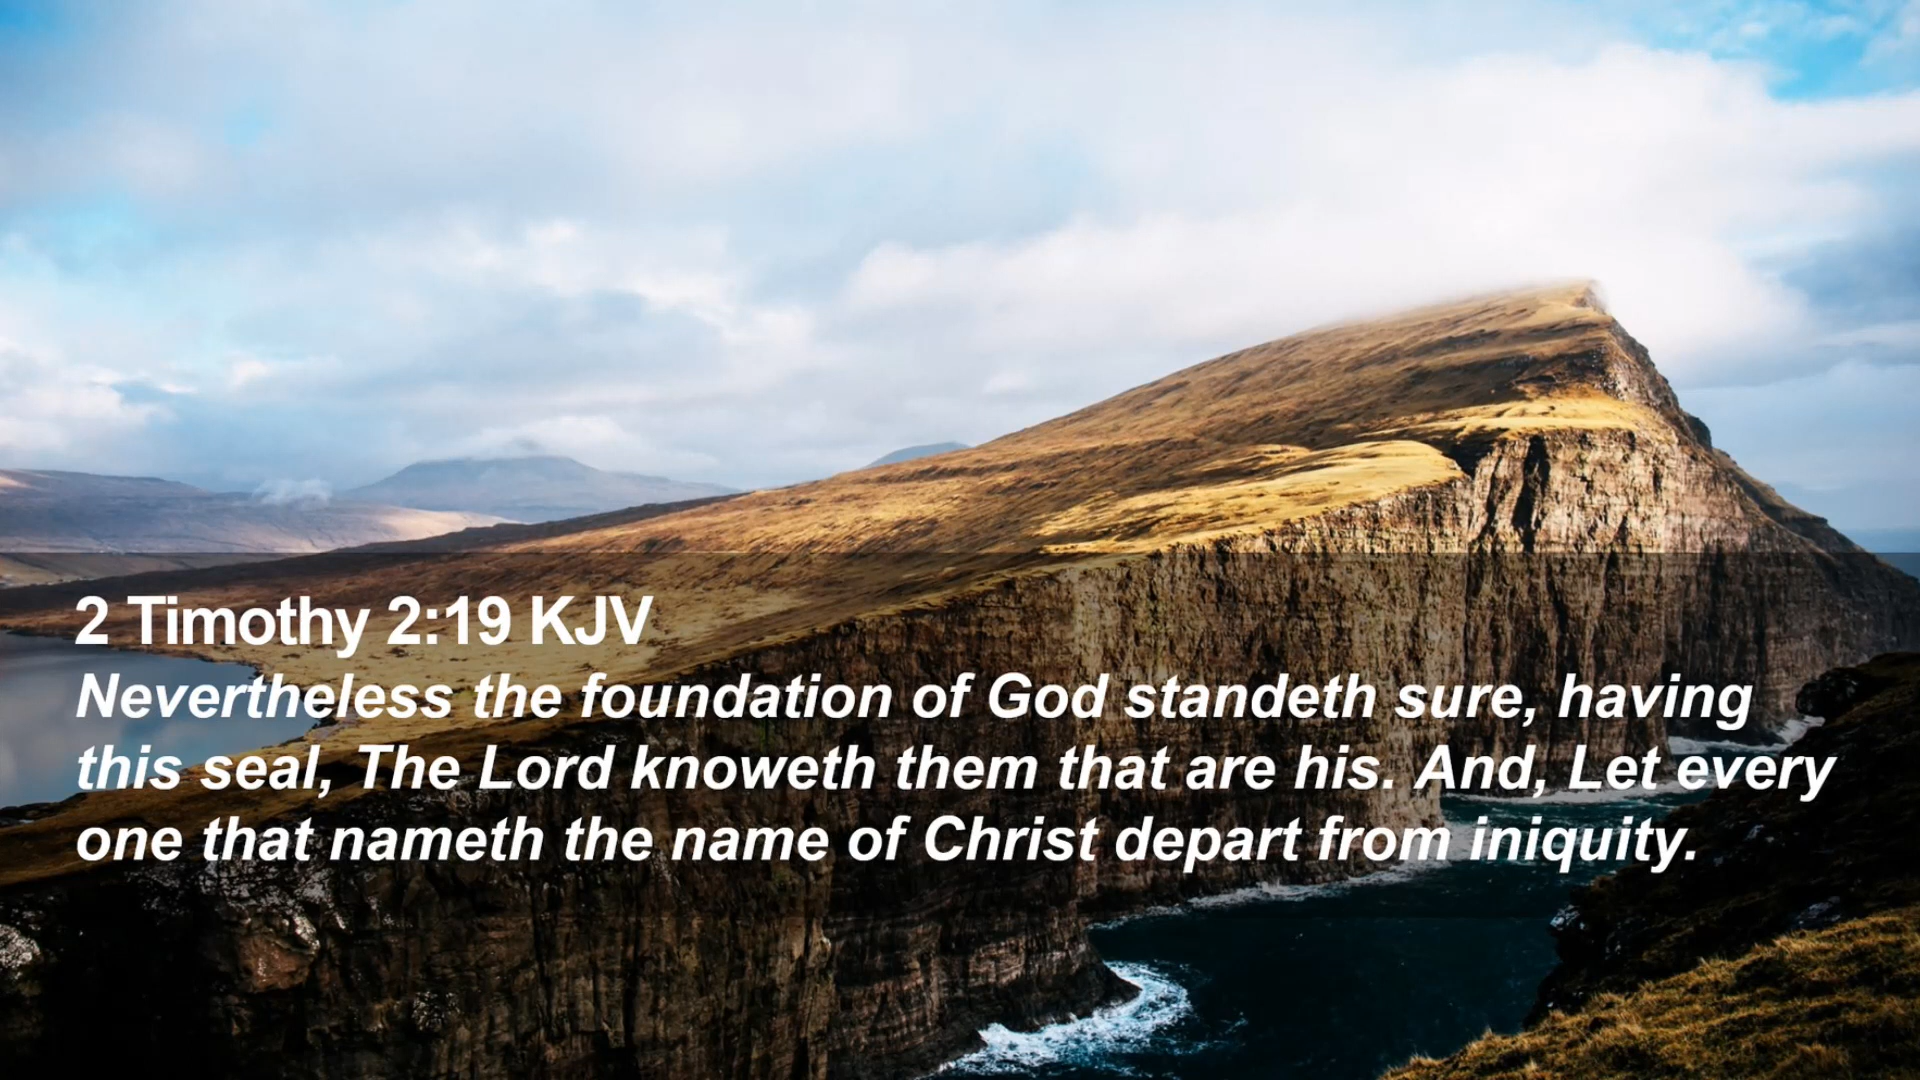 2 Timothy 2:19 KJV
Nevertheless the foundation of God standeth sure, having
this seal, The Lord knoweth them that are his. And, Let every
one that nameth the name of Christ depart from iniquity.